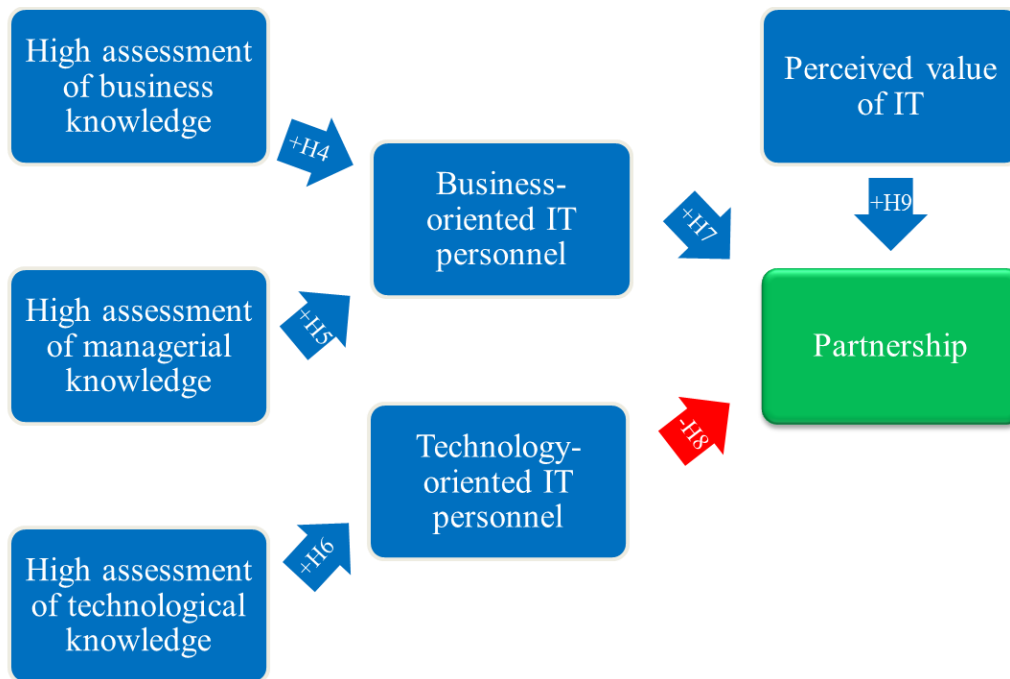 High assessment
of business
knowledge
Perceived value
of IT
+H4
Business-
oriented IT
personnel
+H7
+H9
High assessment
of managerial
knowledge
+H5
Partnership
Technology-
oriented IT
personnel
-H8
High assessment
of technological
knowledge
+H6